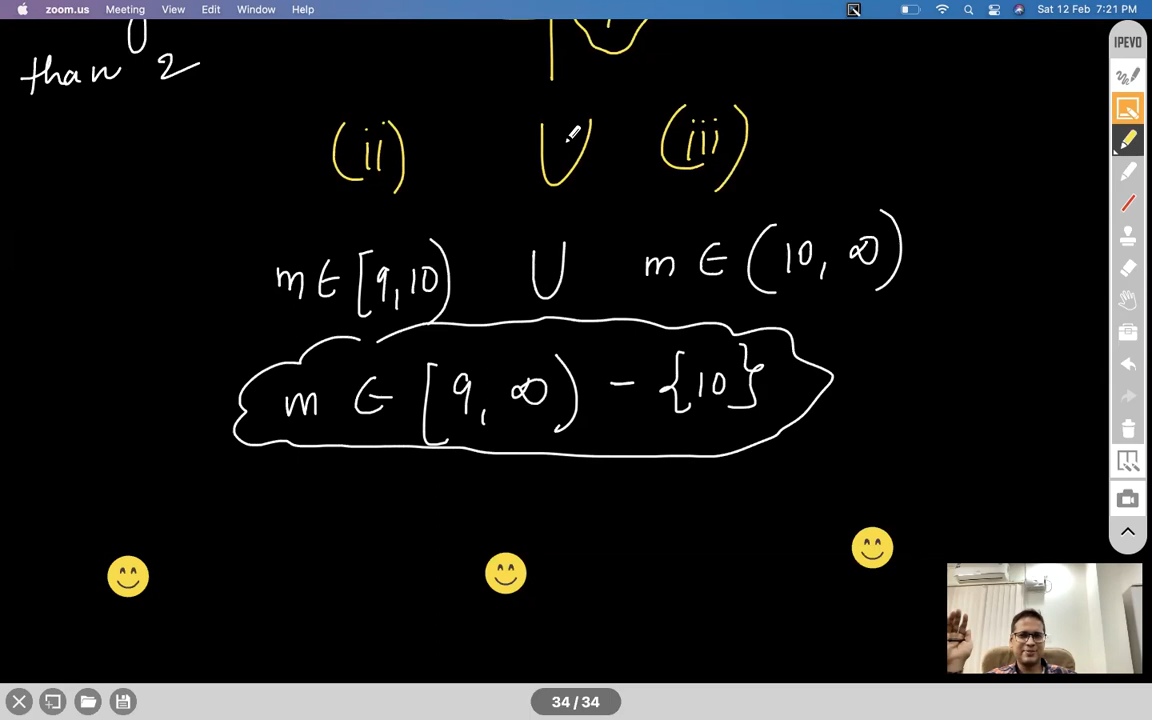 zoom.us Meeting View Edit Window Help Sat 12 Feb 7:21 PM
IPEVO
than 2
(ii) ∪ (iii)
m ∈ [9,10) ∪ m ∈ (10, ∞)
m ∈ [9, ∞) - {10}
34 / 34